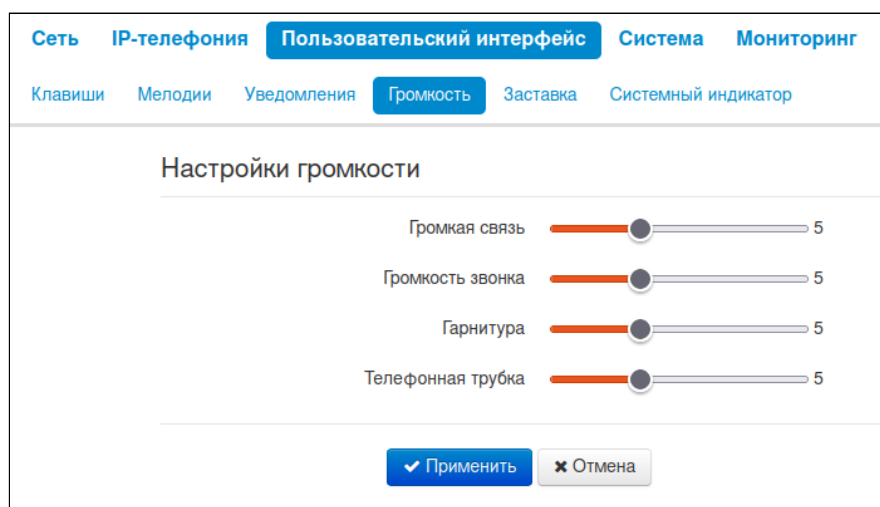 Сеть IP-телефония Пользовательский интерфейс Система Мониторинг
Клавиши Мелодии Уведомления Громкость Заставка Системный индикатор
Настройки громкости
Громкая связь 5
Громкость звонка 5
Гарнитура 5
Телефонная трубка 5
Применить Отмена